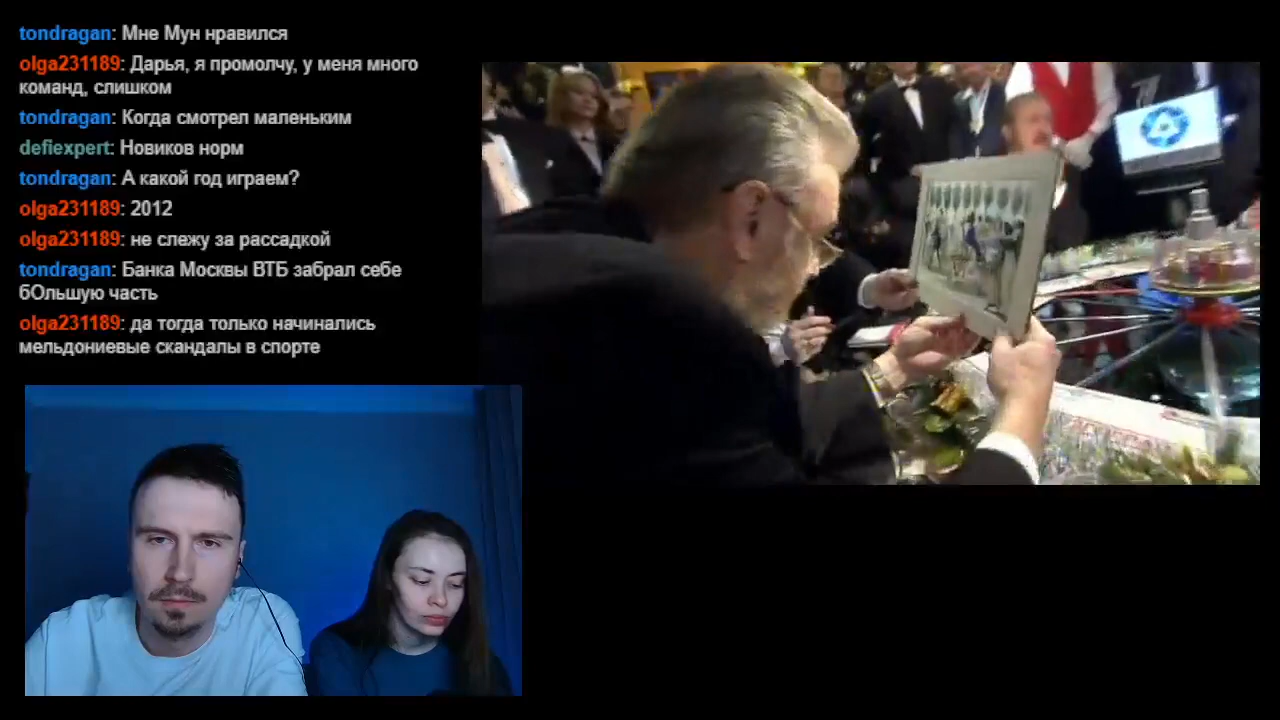 tondragan: Мне Мун нравился
olga231189: Дарья, я промолчу, у меня много
команд, слишком
tondragan: Когда смотрел маленьким
defiexpert: Новиков норм
tondragan: А какой год играем?
olga231189: 2012
olga231189: не слежу за рассадкой
tondragan: Банка Москвы ВТБ забрал себе
бОльшую часть
olga231189: да тогда только начинались
мельдониевые скандалы в спорте